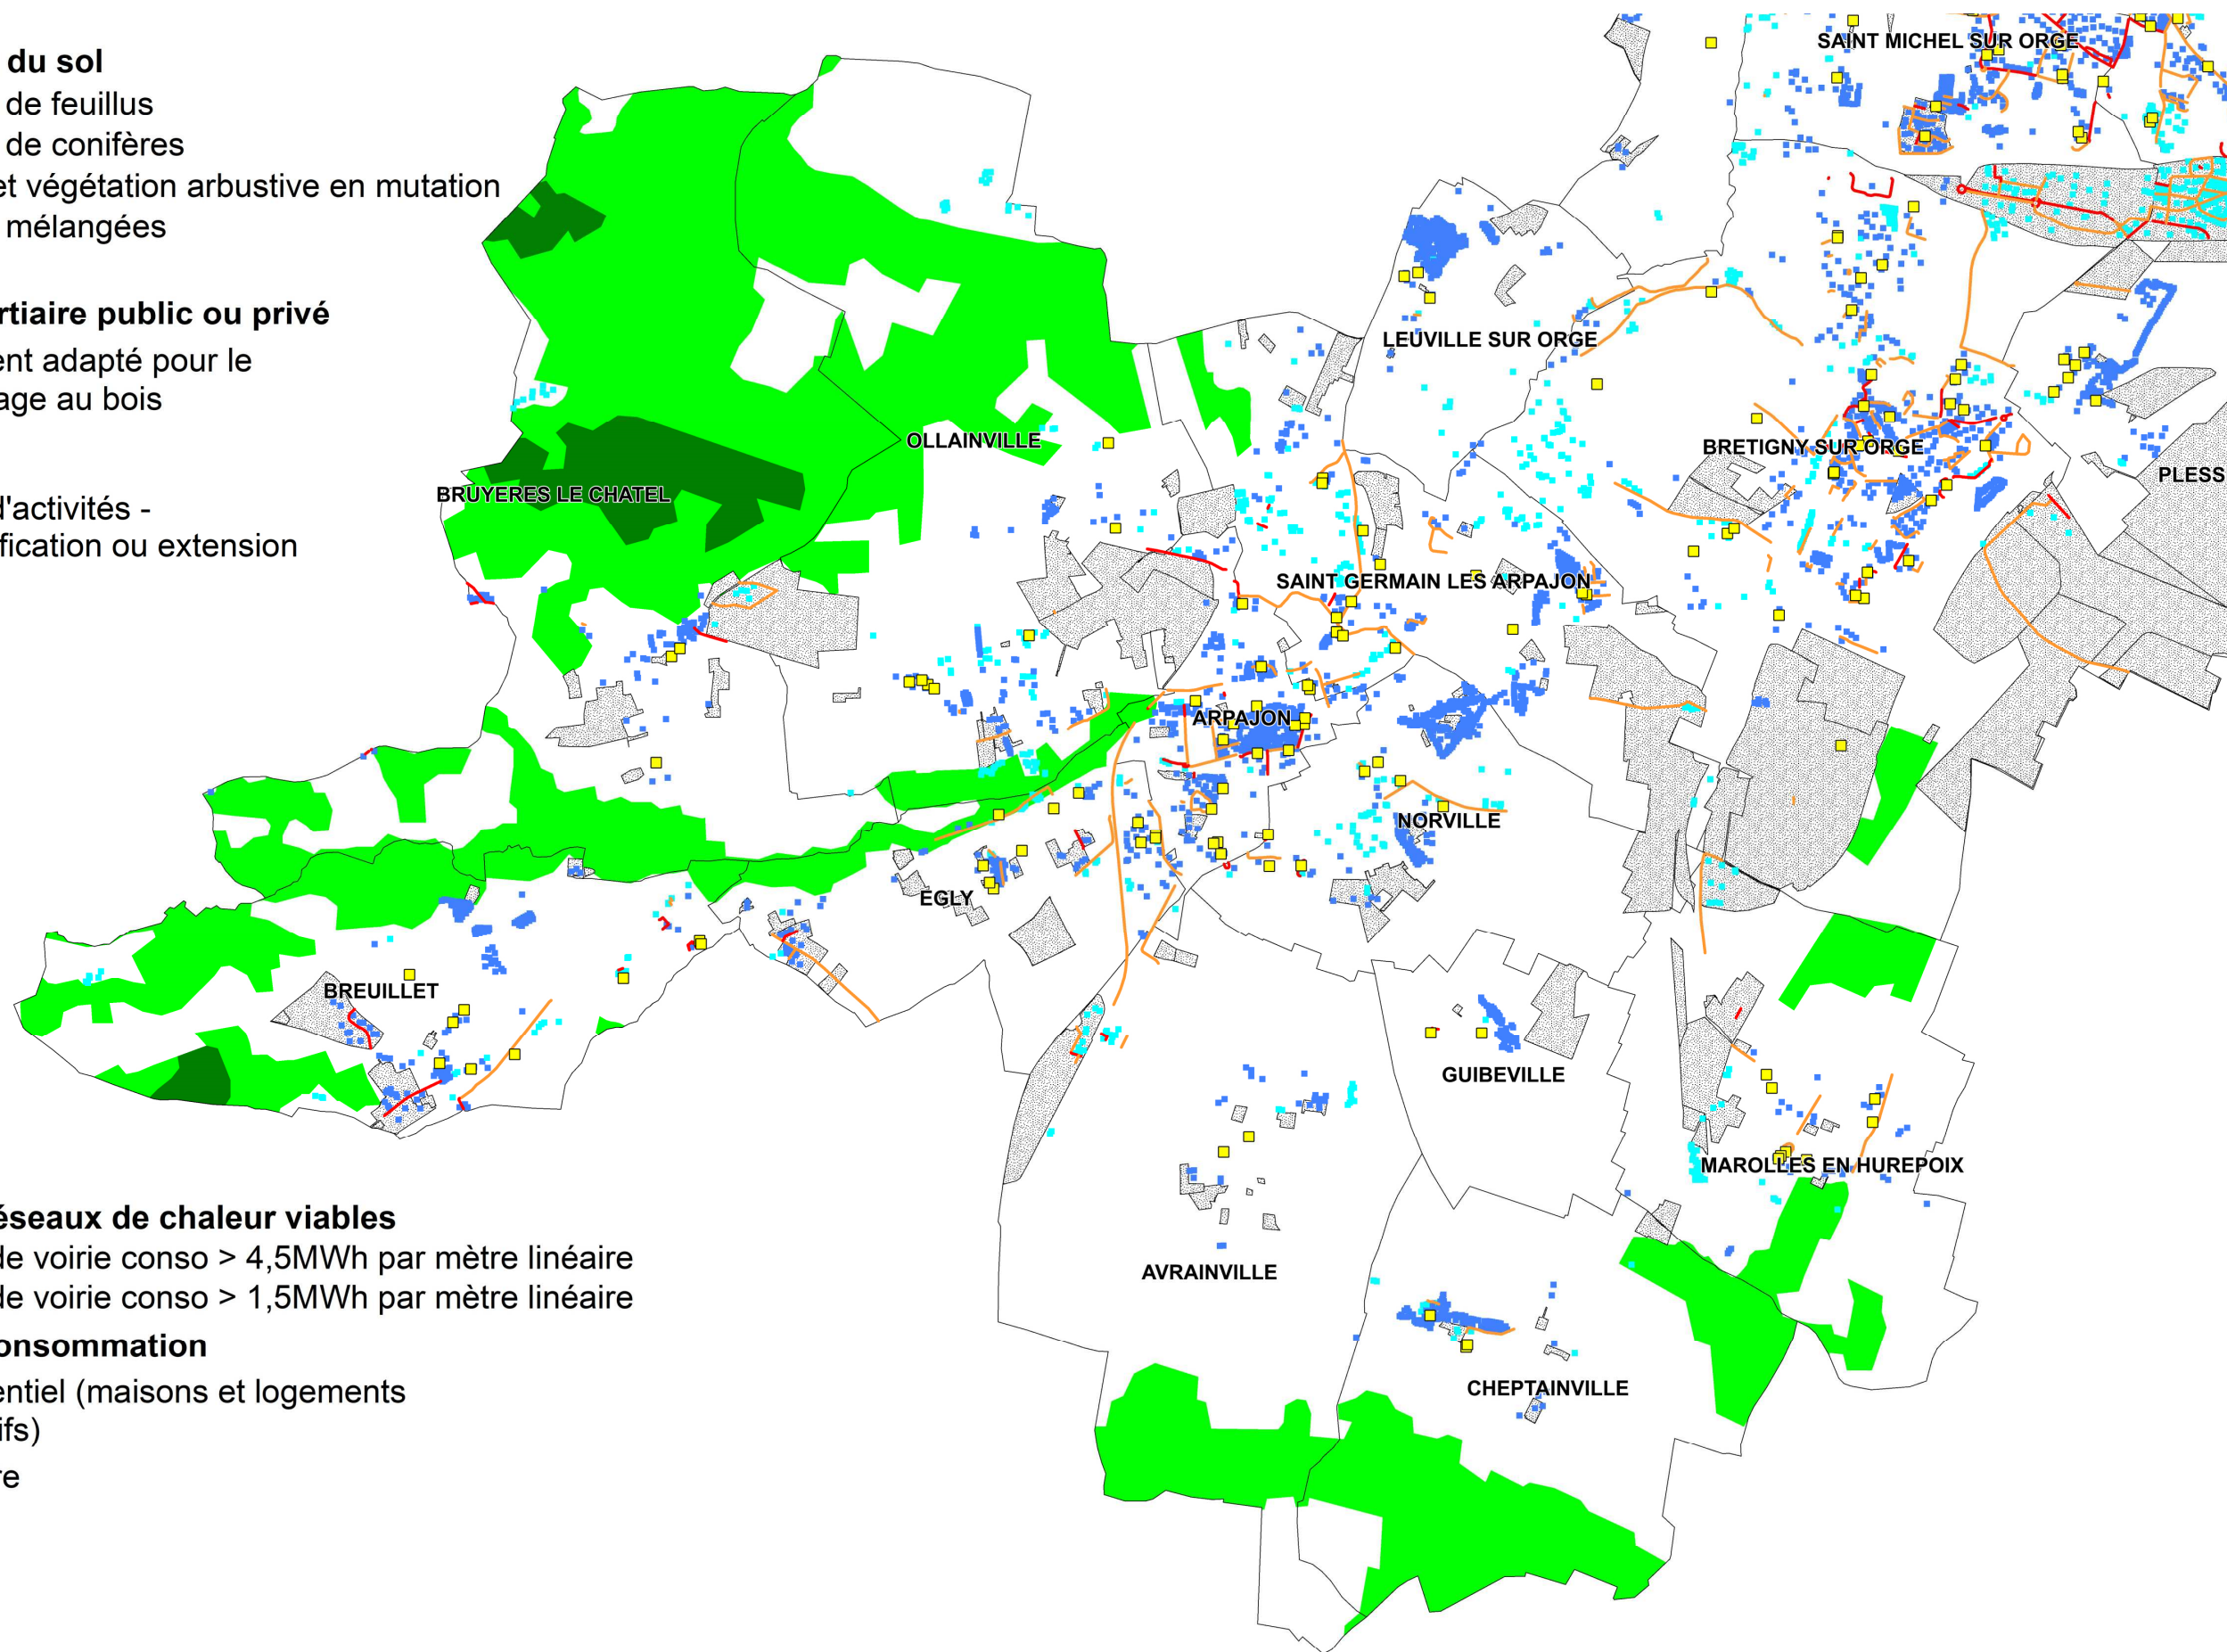 du sol
de feuillus
de conifères
et végétation arbustive en mutation
mélangées
rtiaire public ou privé
ent adapté pour le
age au bois
d'activités -
fication ou extension
SAINT MICHEL SUR ORGE
LEUVILLE SUR ORGE
OLLAINVILLE
BRETIGNY SUR ORGE
PLESS
BRUYERES LE CHATEL
SAINT GERMAIN LES ARPAJON
ARPAJON
NORVILLE
EGLY
BREUILLET
GUIBEVILLE
MAROLLES EN HUREPOIX
AVRAINVILLE
CHEPTAINVILLE
éseaux de chaleur viables
de voirie conso > 4,5MWh par mètre linéaire
de voirie conso > 1,5MWh par mètre linéaire
onsommation
entiel (maisons et logements
ifs)
re